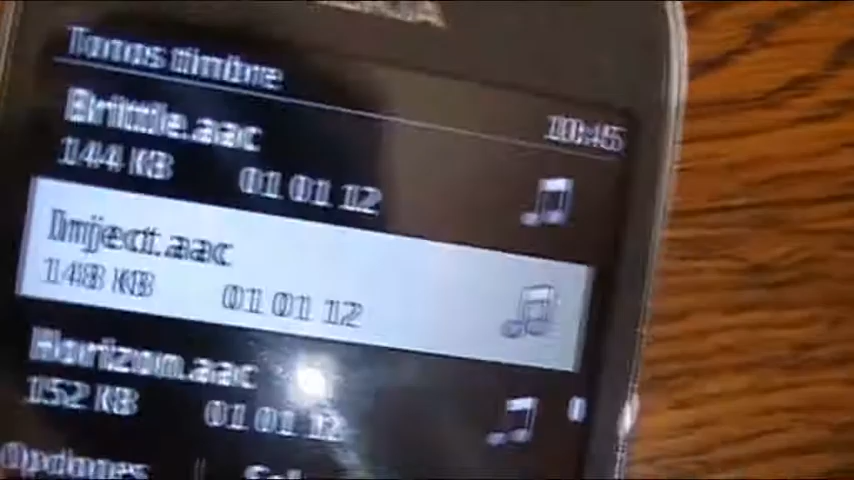 Tonos timbre
10:45
Brittle.aac
144 KB 01 01 12
Inject.aac
148 KB 01 01 12
Horizon.aac
152 KB 01 01 12
Opciones